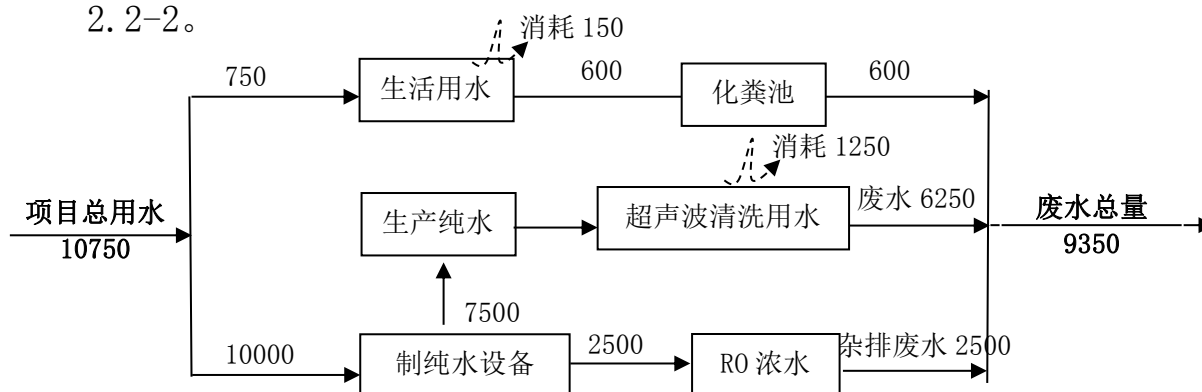 2.2-2。
消耗 150
750
生活用水
600
化粪池
600
消耗 1250
项目总用水
10750
生产纯水
超声波清洗用水
废水 6250
废水总量
9350
7500
10000
制纯水设备
2500
RO 浓水
杂排废水 2500